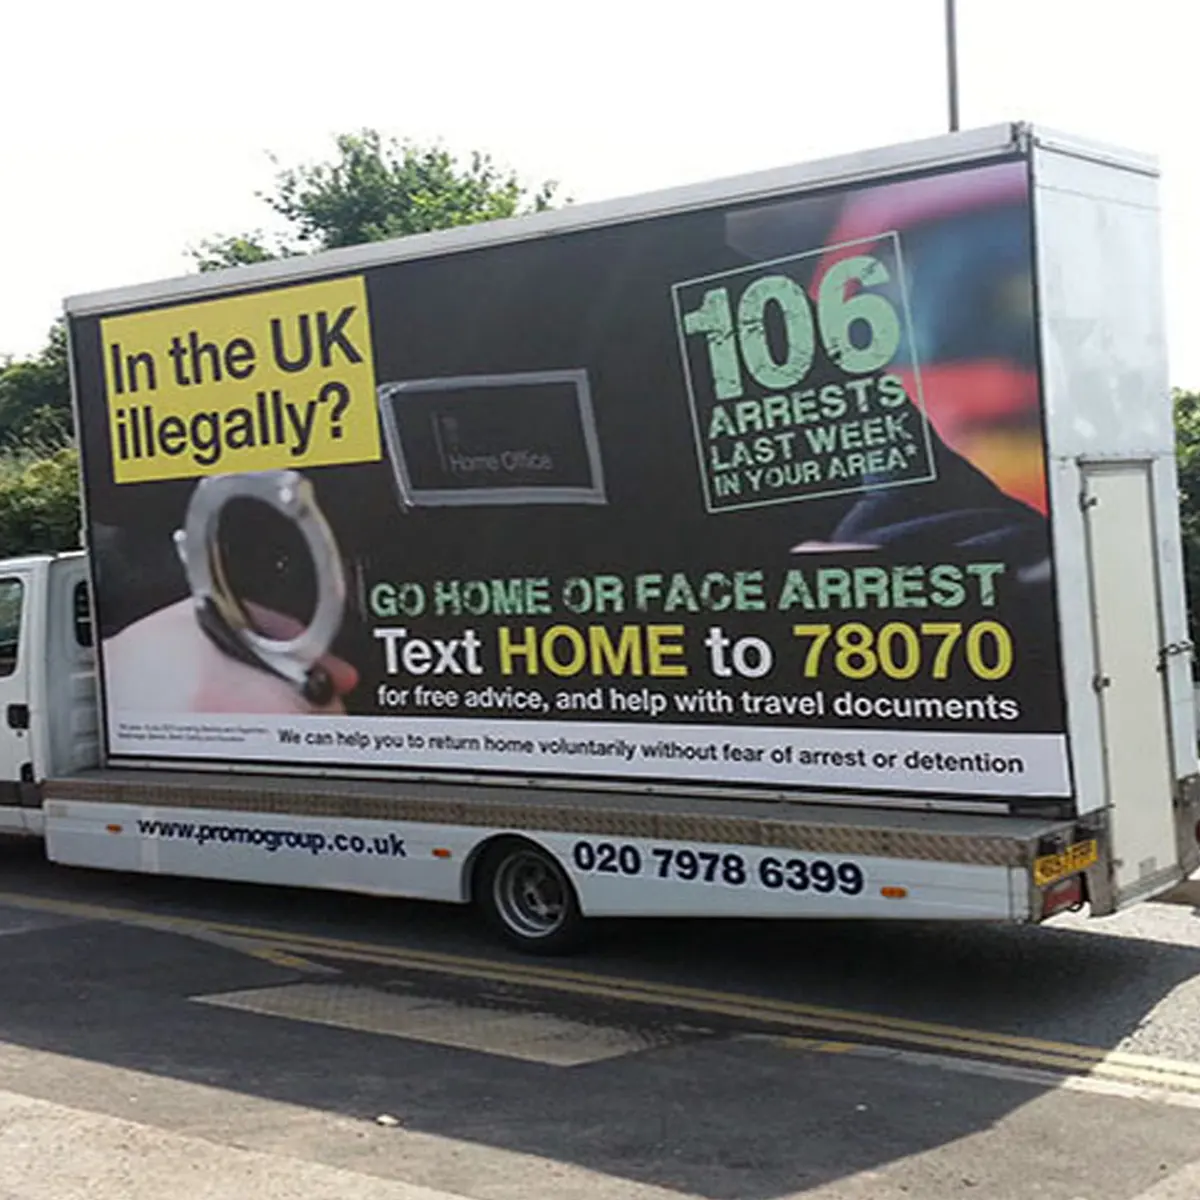 In the UK
illegally?
Home Office
106
ARRESTS
LAST WEEK
IN YOUR AREA*
GO HOME OR FACE ARREST
Text HOME to 78070
for free advice, and help with travel documents
We can help you to return home voluntarily without fear of arrest or detention
www.promogroup.co.uk
020 7978 6399